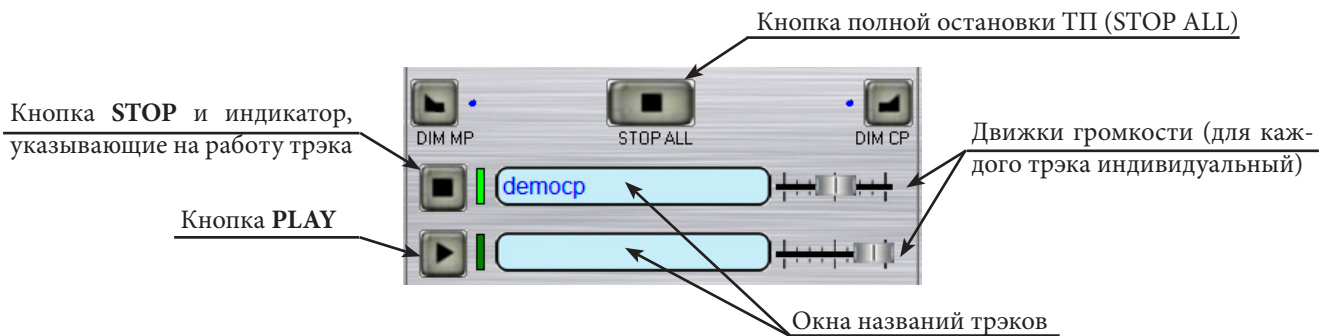 Кнопка полной остановки ТП (STOP ALL)
Кнопка STOP и индикатор,
указывающие на работу трэка
DIM MP
STOP ALL
DIM CP
Движки громкости (для каж-
дого трэка индивидуальный)
democp
Кнопка PLAY
Окна названий трэков